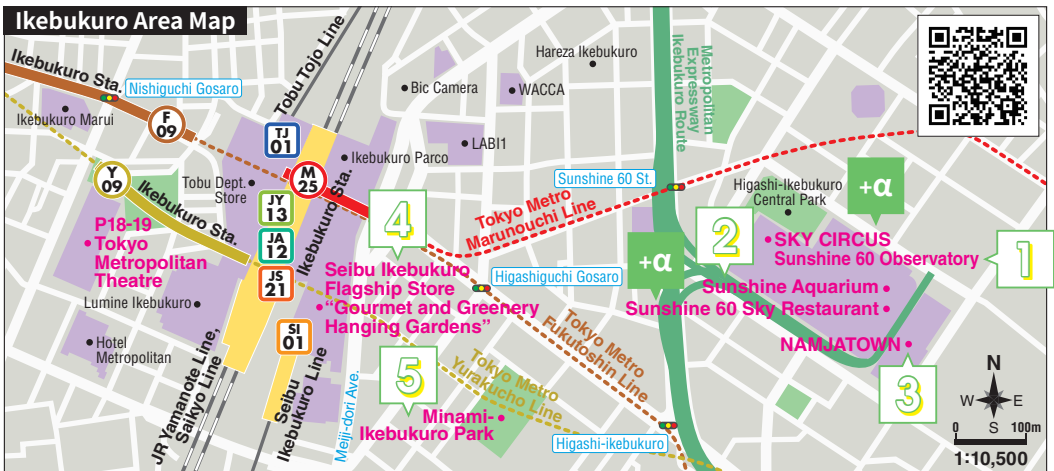 Ikebukuro Area Map
Ikebukuro Sta.
Nishiguchi Gosaro
Ikebukuro Marui
F
09
Y
09
Ikebukuro Sta.
Tobu Tojo Line
TJ
01
Tobu Dept.
Store
M
25
JY
13
JA
12
JS
21
SI
01
Ikebukuro Sta.
Ikebukuro Parco
Bic Camera
WACCA
LABI1
Hareza Ikebukuro
Metropolitan
Expressway
Ikebukuro Route
Sunshine 60 St.
Tokyo Metro
Marunouchi Line
Higashi-Ikebukuro
Central Park
+α
SKY CIRCUS
Sunshine 60 Observatory
1
2
+α
Sunshine Aquarium
Sunshine 60 Sky Restaurant
NAMJATOWN
3
P18-19
Tokyo
Metropolitan
Theatre
Lumine Ikebukuro
Hotel
Metropolitan
4
Seibu Ikebukuro
Flagship Store
"Gourmet and Greenery
Hanging Gardens"
Higashiguchi Gosaro
Tokyo Metro
Fukutoshin Line
Tokyo Metro
Yurakucho Line
5
Minami-
Ikebukuro Park
Higashi-ikebukuro
JR Yamanote Line,
Saikyo Line
Seibu
Ikebukuro Line
Meiji-dori Ave.
N
W
E
S
0
100m
1:10,500